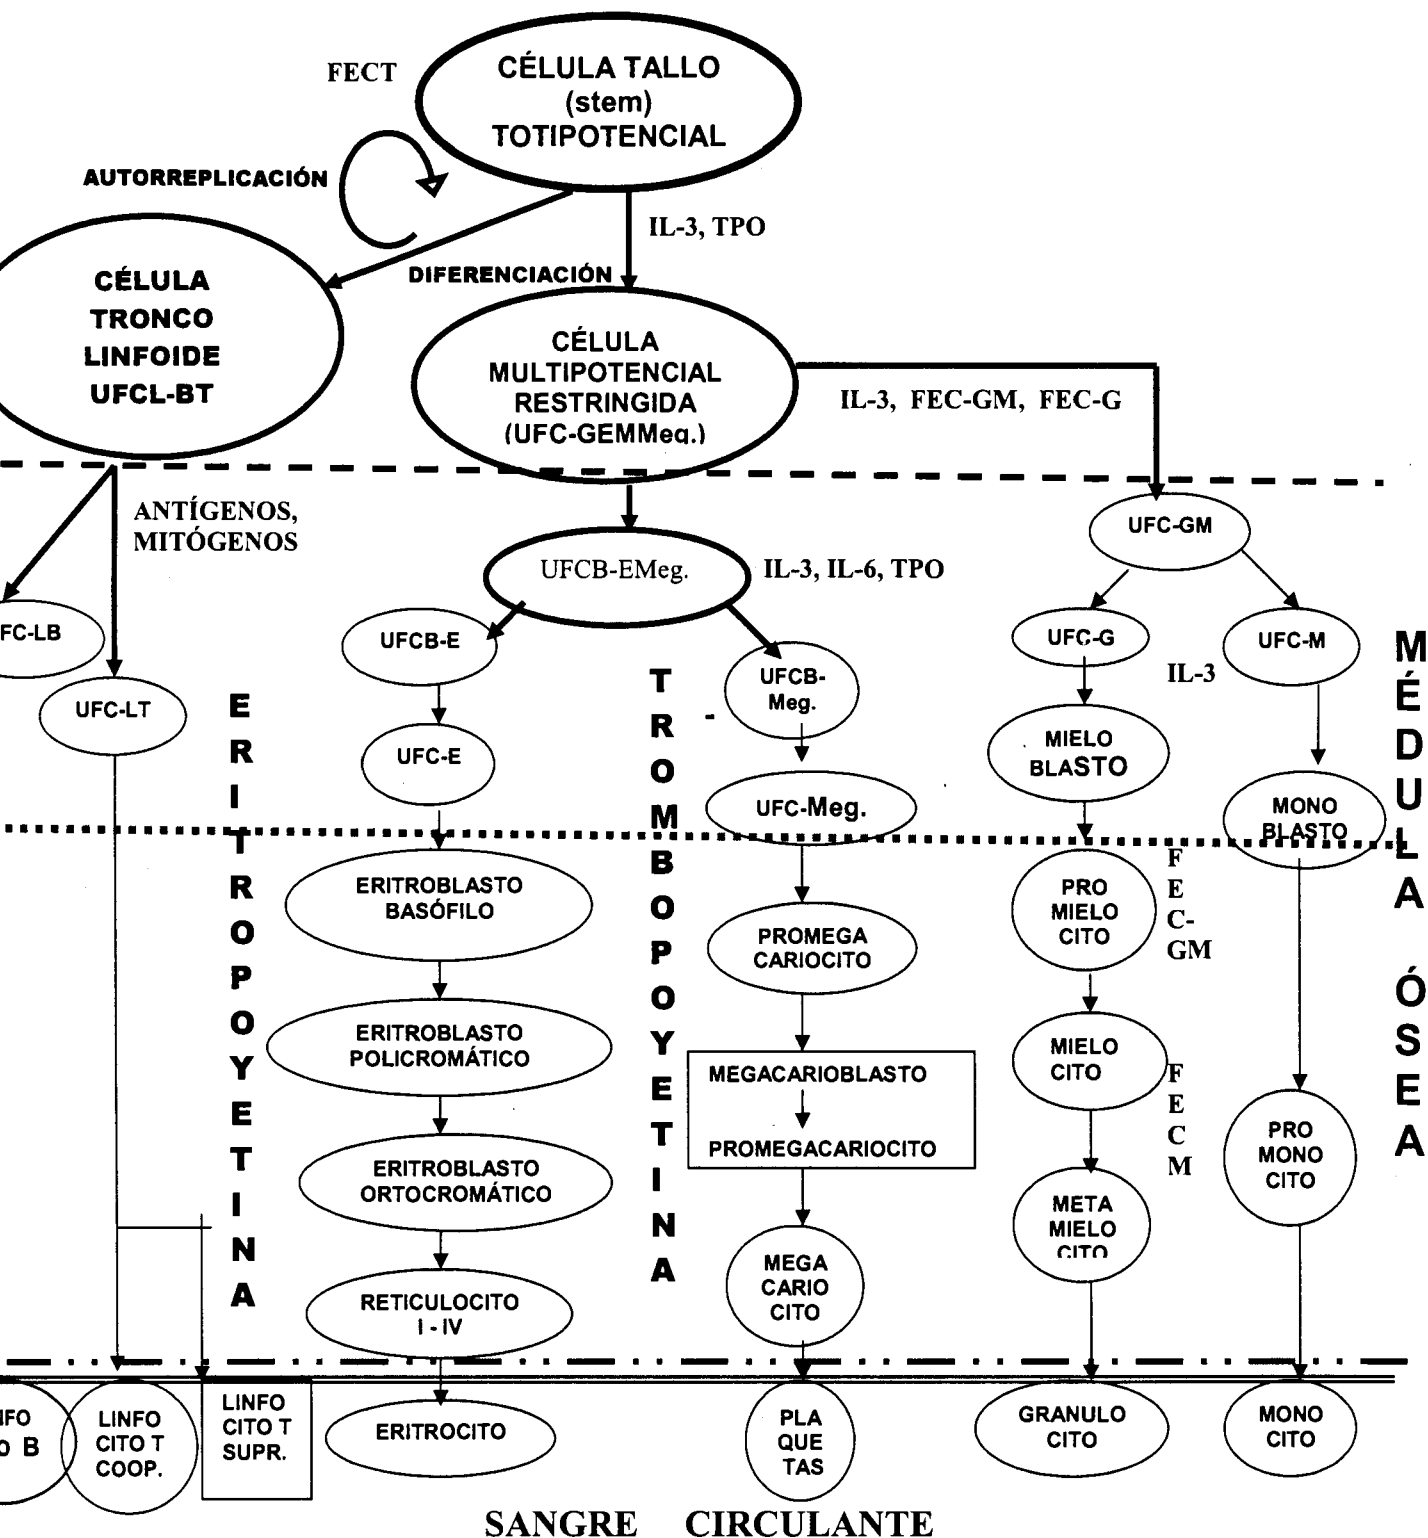 FECT
CÉLULA TALLO
(stem)
TOTIPOTENCIAL
AUTORREPLICACIÓN
IL-3, TPO
DIFERENCIACIÓN
CÉLULA
TRONCO
LINFOIDE
UFCL-BT
CÉLULA
MULTIPOTENCIAL
RESTRINGIDA
(UFC-GEMMeg.)
IL-3, FEC-GM, FEC-G
ANTÍGENOS,
MITÓGENOS
UFC-GM
UFCB-EMeg.
IL-3, IL-6, TPO
FC-LB
UFC-LT
UFCB-E
UFC-E
UFCB-
Meg.
UFC-Meg.
UFC-G
UFC-M
IL-3
MIELO
BLASTO
MONO
BLASTO
ERITROPOYETINA
TROMBOPOYETINA
MÉDULA ÓSEA
ERITROBLASTO
BASÓFILO
ERITROBLASTO
POLICROMÁTICO
ERITROBLASTO
ORTOCROMÁTICO
RETICULOCITO
I - IV
PROMEGA
CARIOCITO
MEGACARIOBLASTO
PROMEGACARIOCITO
MEGA
CARIO
CITO
PRO
MIELO
CITO
F
E
C-
GM
MIELO
CITO
F
E
C
M
META
MIELO
CITO
PRO
MONO
CITO
NFO
O B
LINFO
CITO T
COOP.
LINFO
CITO T
SUPR.
ERITROCITO
PLA
QUE
TAS
GRANULO
CITO
MONO
CITO
SANGRE CIRCULANTE